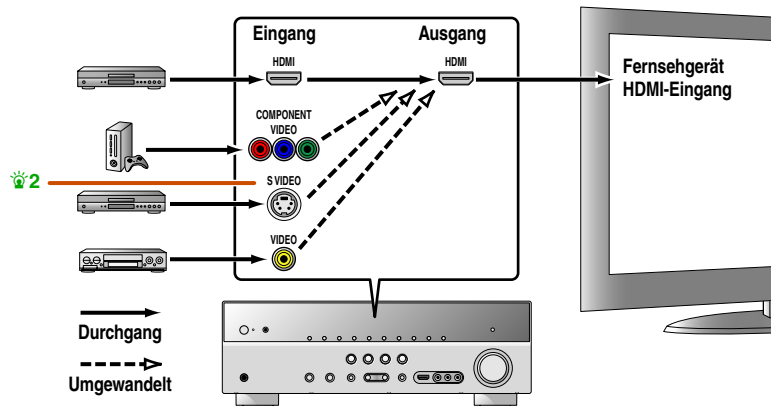 Eingang
Ausgang
HDMI
HDMI
Fernsehgerät
HDMI-Eingang
COMPONENT
VIDEO
2
S VIDEO
VIDEO
Durchgang
Umgewandelt